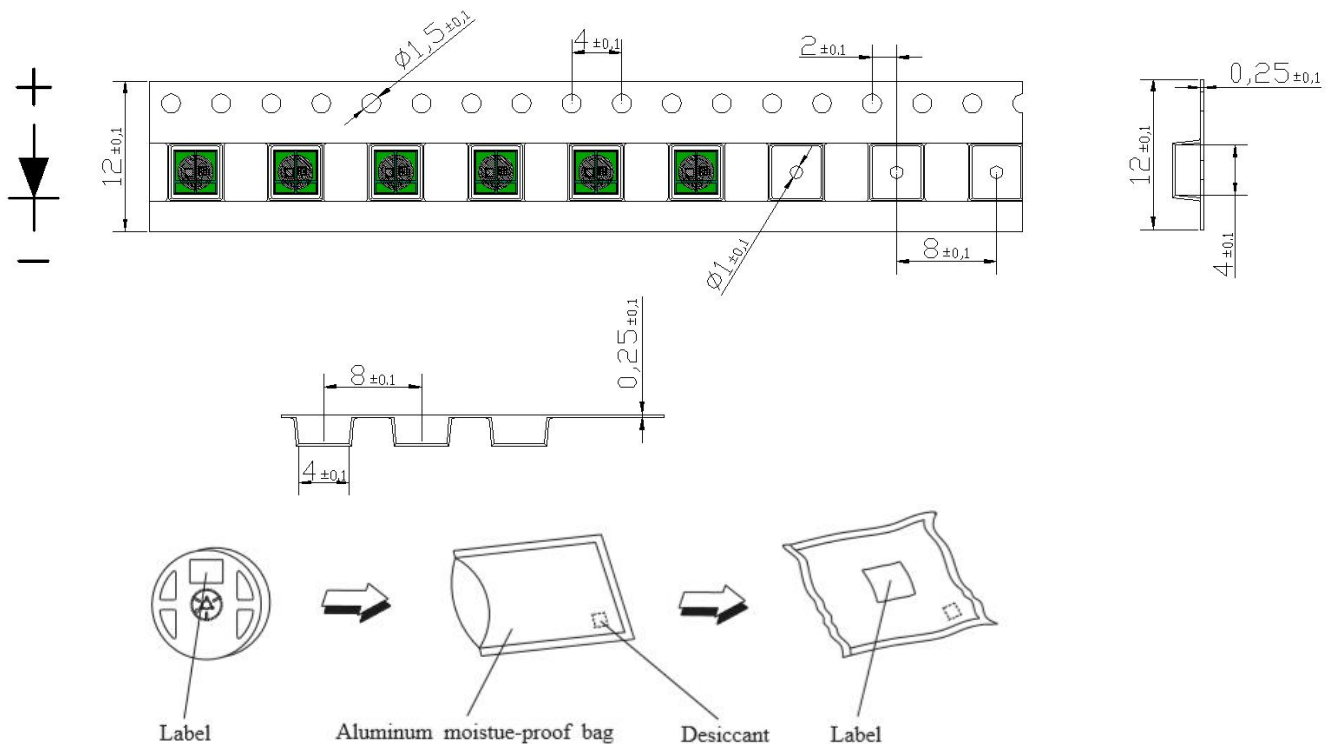 Ø1,5±0,1
4 ±0,1
2 ±0,1
0,25±0,1
+
12±0,1
12 ±0,1
4 ±0,1
−
Ø1±0,1
8 ±0,1
8 ±0,1
0,25±0,1
4 ±0,1
Label
Aluminum moistue-proof bag
Desiccant
Label